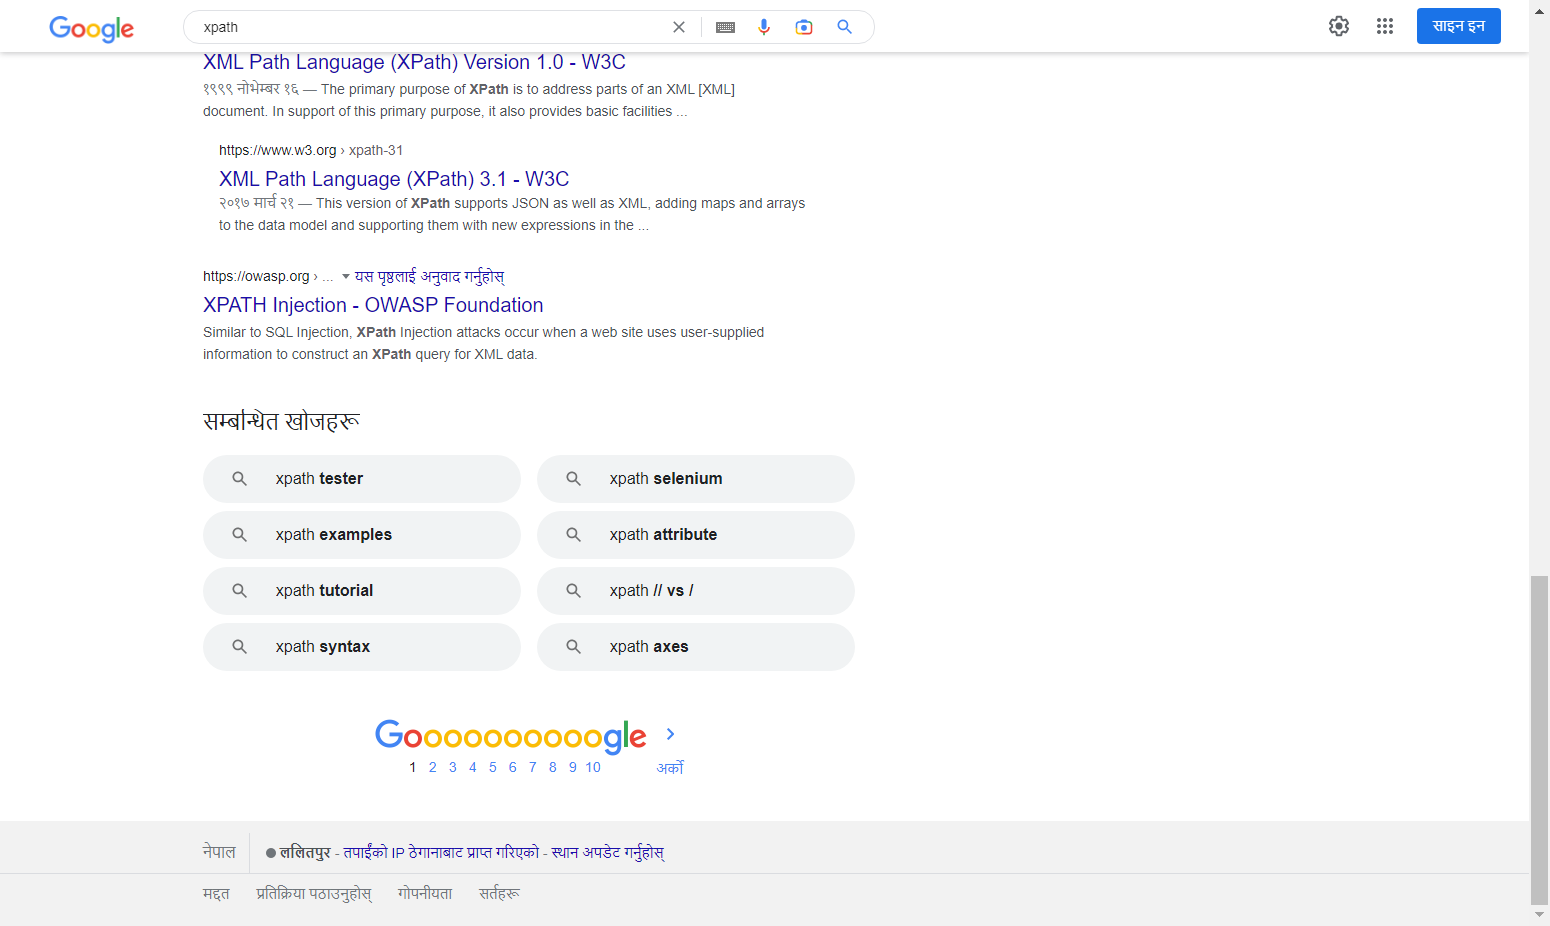 Google
xpath
साइन इन
XML Path Language (XPath) Version 1.0 - W3C
१९९९ नोभेम्बर १६ — The primary purpose of XPath is to address parts of an XML [XML]
document. In support of this primary purpose, it also provides basic facilities ...
https://www.w3.org › xpath-31
XML Path Language (XPath) 3.1 - W3C
२०१७ मार्च २१ — This version of XPath supports JSON as well as XML, adding maps and arrays
to the data model and supporting them with new expressions in the ...
https://owasp.org › ... यस पृष्ठलाई अनुवाद गर्नुहोस्
XPATH Injection - OWASP Foundation
Similar to SQL Injection, XPath Injection attacks occur when a web site uses user-supplied
information to construct an XPath query for XML data.
सम्बन्धित खोजहरू
xpath tester
xpath selenium
xpath examples
xpath attribute
xpath tutorial
xpath // vs /
xpath syntax
xpath axes
Goooooooooogle
1 2 3 4 5 6 7 8 9 10 अर्को
नेपाल
ललितपुर - तपाईंको IP ठेगानाबाट प्राप्त गरिएको - स्थान अपडेट गर्नुहोस्
मद्दत प्रतिक्रिया पठाउनुहोस् गोपनीयता सर्तहरू